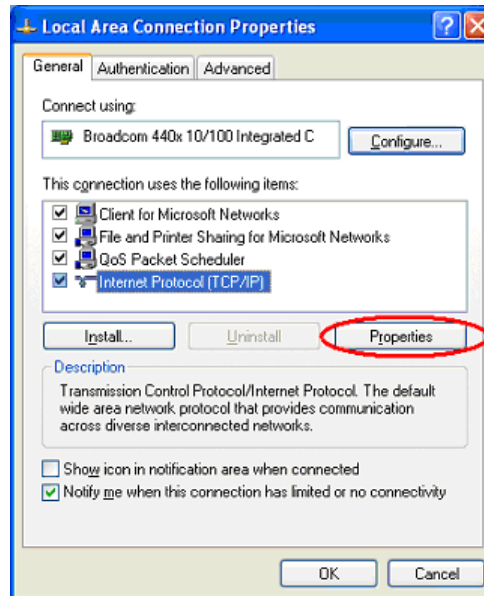 Local Area Connection Properties
General Authentication Advanced
Connect using:
Broadcom 440x 10/100 Integrated C
Configure...
This connection uses the following items:
Client for Microsoft Networks
File and Printer Sharing for Microsoft Networks
QoS Packet Scheduler
Internet Protocol (TCP/IP)
Install... Uninstall Properties
Description
Transmission Control Protocol/Internet Protocol. The default
wide area network protocol that provides communication
across diverse interconnected networks.
Show icon in notification area when connected
Notify me when this connection has limited or no connectivity
OK Cancel